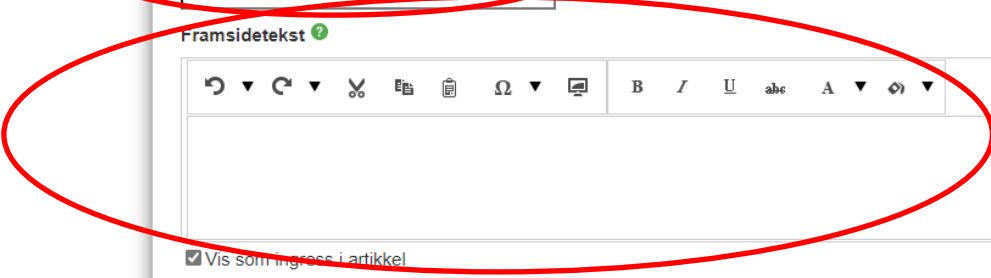 Framsidetekst ?
Ω B I U abc A
Vis som ingress i artikkel